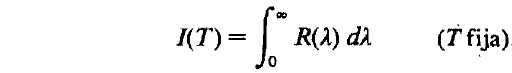 I(T) = ∫₀^∞ R(λ) dλ (T fija)